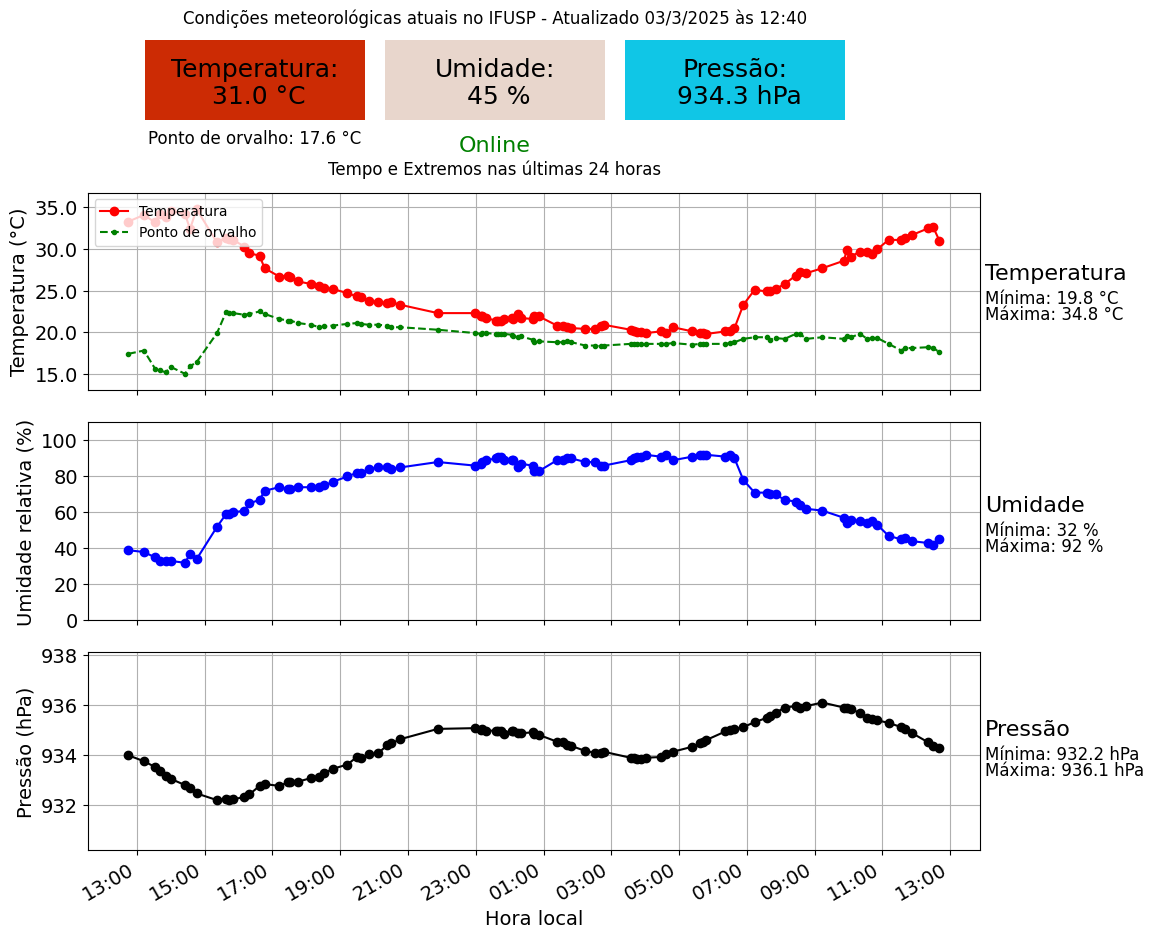 Condições meteorológicas atuais no IFUSP - Atualizado 03/3/2025 às 12:40
Temperatura:
31.0 °C
Umidade:
45 %
Pressão:
934.3 hPa
Ponto de orvalho: 17.6 °C
Online
Tempo e Extremos nas últimas 24 horas
Temperatura (°C)
35.0
30.0
25.0
20.0
15.0
Temperatura
Ponto de orvalho
Temperatura
Mínima: 19.8 °C
Máxima: 34.8 °C
Umidade relativa (%)
100
80
60
40
20
0
Umidade
Mínima: 32 %
Máxima: 92 %
Pressão (hPa)
938
936
934
932
Pressão
Mínima: 932.2 hPa
Máxima: 936.1 hPa
13:00 15:00 17:00 19:00 21:00 23:00 01:00 03:00 05:00 07:00 09:00 11:00 13:00
Hora local